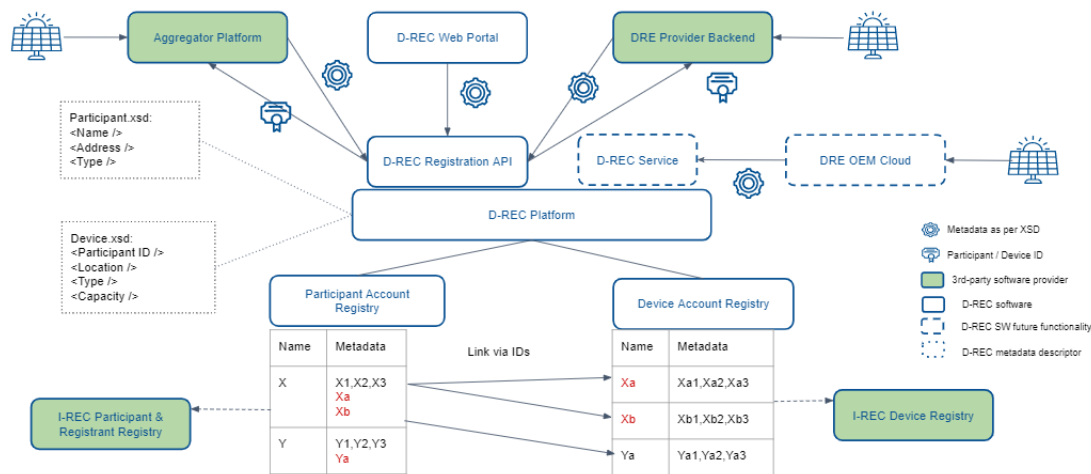 Aggregator Platform
D-REC Web Portal
DRE Provider Backend
Participant.xsd:
<Name />
<Address />
<Type />
D-REC Registration API
D-REC Service
DRE OEM Cloud
D-REC Platform
Device.xsd:
<Participant ID />
<Location />
<Type />
<Capacity />
Metadata as per XSD
Participant / Device ID
3rd-party software provider
D-REC software
D-REC SW future functionality
D-REC metadata descriptor
Participant Account
Registry
Device Account Registry
Name Metadata
X X1,X2,X3
Xa
Xb
Y Y1,Y2,Y3
Ya
Link via IDs
Name Metadata
Xa Xa1,Xa2,Xa3
Xb Xb1,Xb2,Xb3
Ya Ya1,Ya2,Ya3
I-REC Participant &
Registrant Registry
I-REC Device Registry